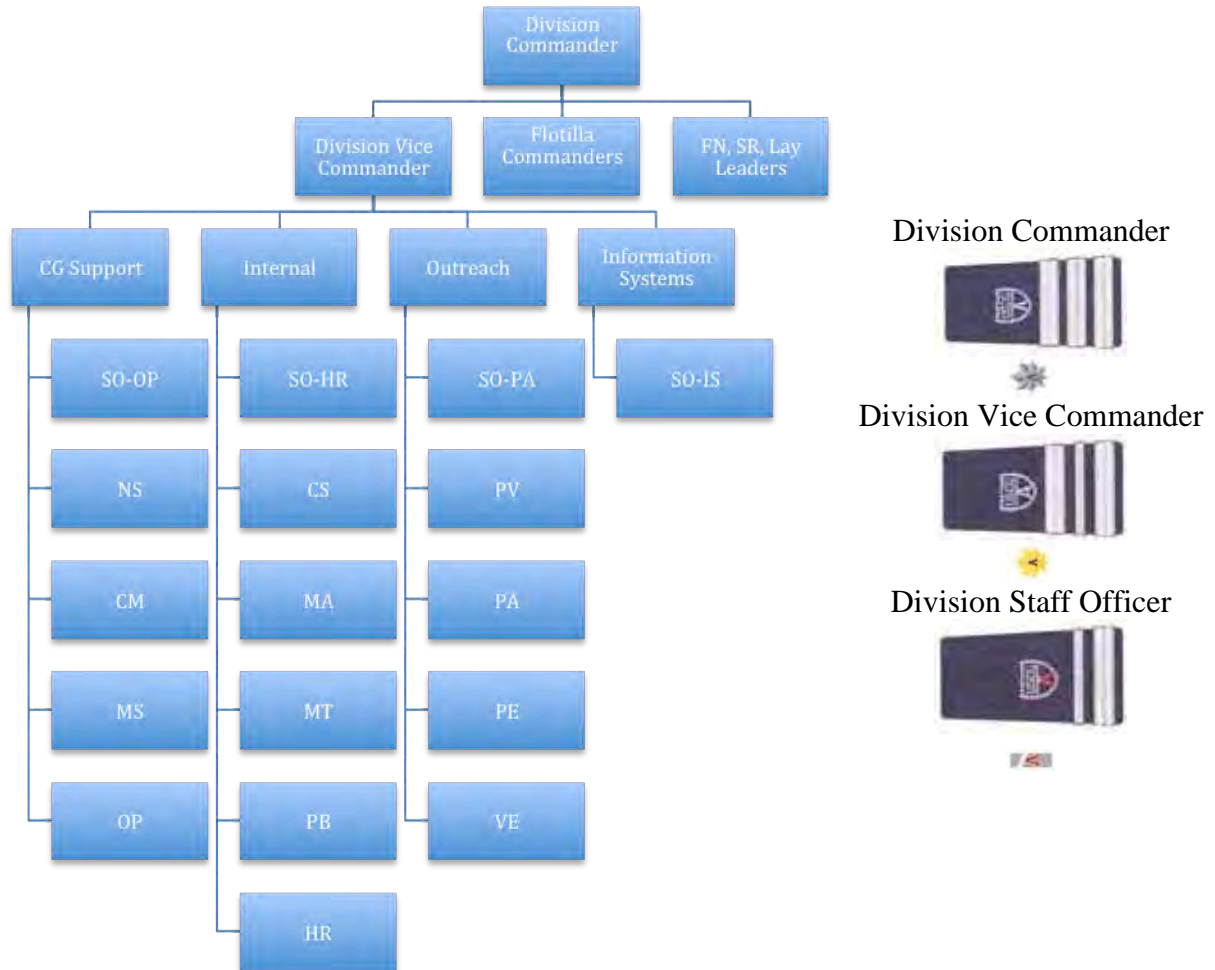 Division
Commander
Division Vice
Commander
Flotilla
Commanders
FN, SR, Lay
Leaders
CG Support
Internal
Outreach
Information
Systems
SO-OP
SO-HR
SO-PA
SO-IS
NS
CS
PV
CM
MA
PA
MS
MT
PE
OP
PB
VE
HR
Division Commander
Division Vice Commander
Division Staff Officer